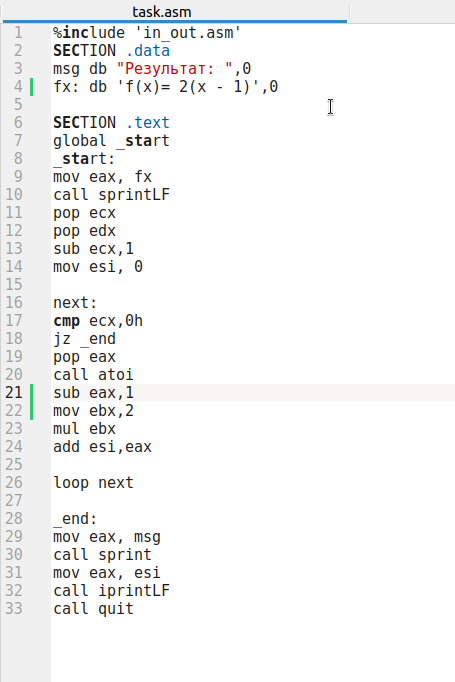 task.asm
1 %include 'in_out.asm'
2 SECTION .data
3 msg db "Результат: ",0
4 fx: db 'f(x)= 2(x - 1)',0
5
6 SECTION .text
7 global _start
8 _start:
9 mov eax, fx
10 call sprintLF
11 pop ecx
12 pop edx
13 sub ecx,1
14 mov esi, 0
15
16 next:
17 cmp ecx,0h
18 jz _end
19 pop eax
20 call atoi
21 sub eax,1
22 mov ebx,2
23 mul ebx
24 add esi,eax
25
26 loop next
27
28 _end:
29 mov eax, msg
30 call sprint
31 mov eax, esi
32 call iprintLF
33 call quit